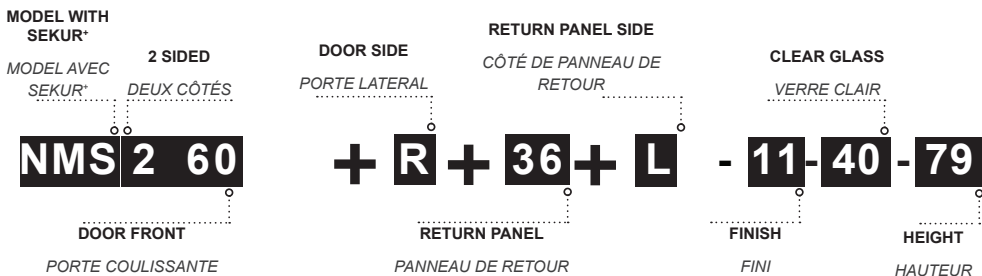 MODEL WITH
SEKUR+
MODEL AVEC
SEKUR+
2 SIDED
DEUX CÔTÉS
DOOR SIDE
PORTE LATERAL
RETURN PANEL SIDE
CÔTÉ DE PANNEAU DE
RETOUR
CLEAR GLASS
VERRE CLAIR
NMS 2 60 + R + 36 + L - 11 - 40 - 79
DOOR FRONT
PORTE COULISSANTE
RETURN PANEL
PANNEAU DE RETOUR
FINISH
FINI
HEIGHT
HAUTEUR